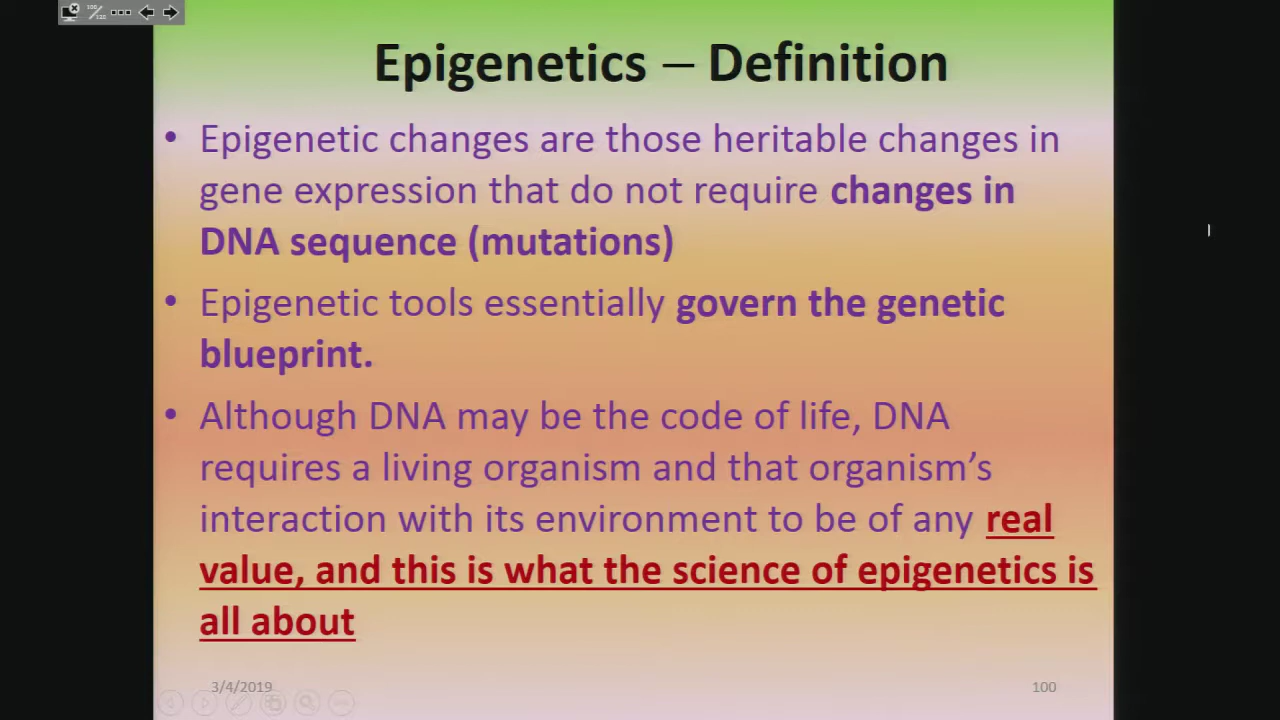 100/110
Epigenetics – Definition
• Epigenetic changes are those heritable changes in
gene expression that do not require changes in
DNA sequence (mutations)
• Epigenetic tools essentially govern the genetic
blueprint.
• Although DNA may be the code of life, DNA
requires a living organism and that organism’s
interaction with its environment to be of any real
value, and this is what the science of epigenetics is
all about
3/4/2019
100